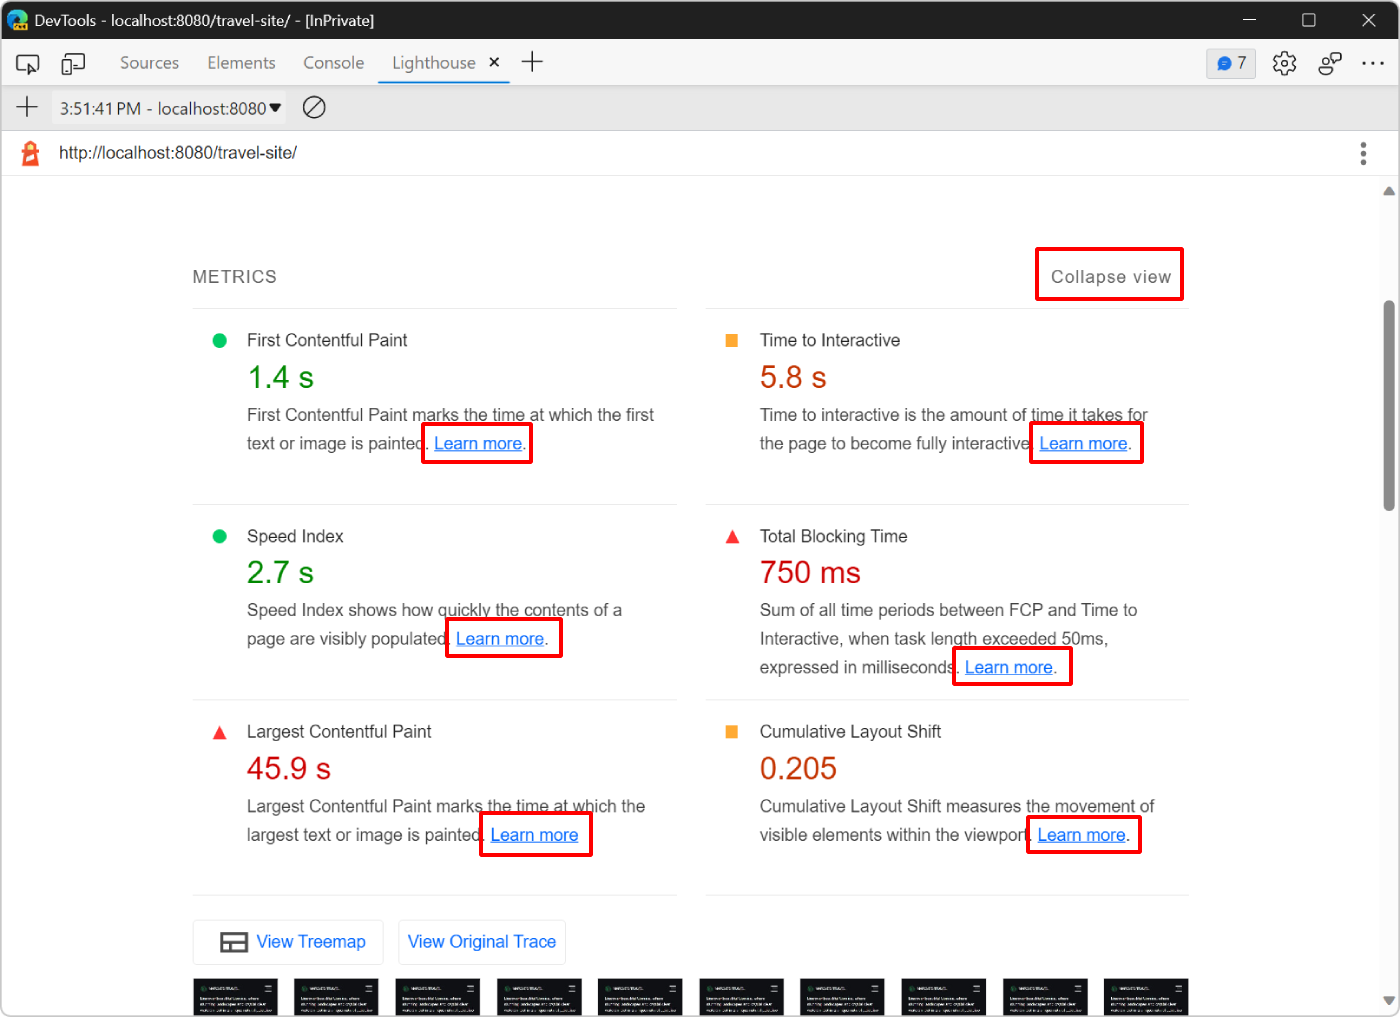 DevTools - localhost:8080/travel-site/ - [InPrivate]
Sources Elements Console Lighthouse 7
3:51:41 PM - localhost:8080
http://localhost:8080/travel-site/
METRICS
Collapse view
First Contentful Paint
1.4 s
First Contentful Paint marks the time at which the first
text or image is painted. Learn more.
Time to Interactive
5.8 s
Time to interactive is the amount of time it takes for
the page to become fully interactive. Learn more.
Speed Index
2.7 s
Speed Index shows how quickly the contents of a
page are visibly populated. Learn more.
Total Blocking Time
750 ms
Sum of all time periods between FCP and Time to
Interactive, when task length exceeded 50ms,
expressed in milliseconds. Learn more.
Largest Contentful Paint
45.9 s
Largest Contentful Paint marks the time at which the
largest text or image is painted. Learn more
Cumulative Layout Shift
0.205
Cumulative Layout Shift measures the movement of
visible elements within the viewport. Learn more.
View Treemap
View Original Trace